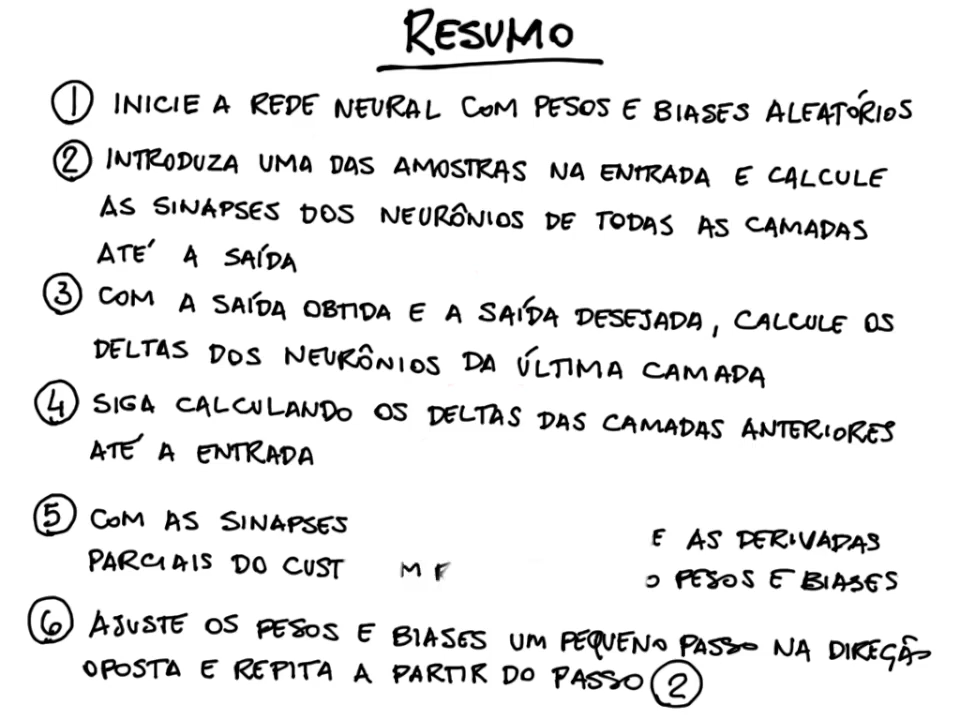 RESUMO
1 INICIE A REDE NEURAL COM PESOS E BIASES ALEATÓRIOS
2 INTRODUZA UMA DAS AMOSTRAS NA ENTRADA E CALCULE
AS SINAPSES DOS NEURÔNIOS DE TODAS AS CAMADAS
ATÉ A SAÍDA
3 COM A SAÍDA OBTIDA E A SAÍDA DESEJADA, CALCULE OS
DELTAS DOS NEURÔNIOS DA ÚLTIMA CAMADA
4 SIGA CALCULANDO OS DELTAS DAS CAMADAS ANTERIORES
ATÉ A ENTRADA
5 COM AS SINAPSES E AS DERIVADAS
PARCIAIS DO CUST PESOS E BIASES
6 AJUSTE OS PESOS E BIASES UM PEQUENO PASSO NA DIREÇÃO
OPOSTA E REPITA A PARTIR DO PASSO 2